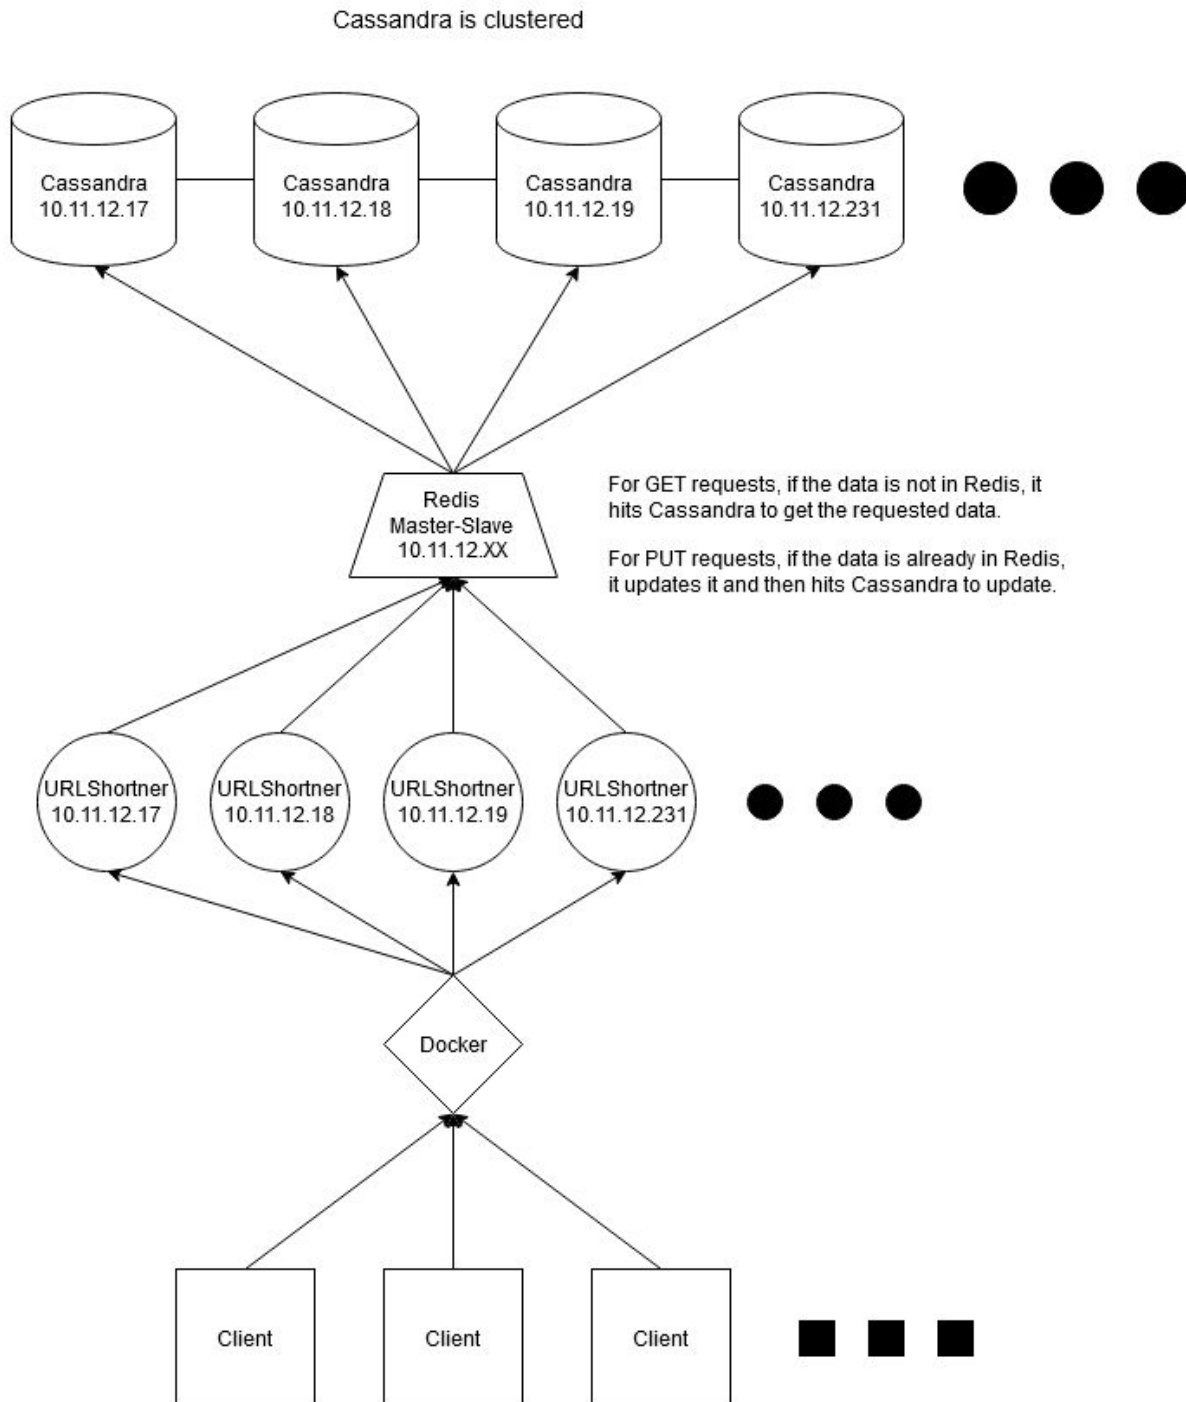 Cassandra is clustered
Cassandra
10.11.12.17
Cassandra
10.11.12.18
Cassandra
10.11.12.19
Cassandra
10.11.12.231
Redis
Master-Slave
10.11.12.XX
For GET requests, if the data is not in Redis, it
hits Cassandra to get the requested data.
For PUT requests, if the data is already in Redis,
it updates it and then hits Cassandra to update.
URLShortner
10.11.12.17
URLShortner
10.11.12.18
URLShortner
10.11.12.19
URLShortner
10.11.12.231
Docker
Client
Client
Client